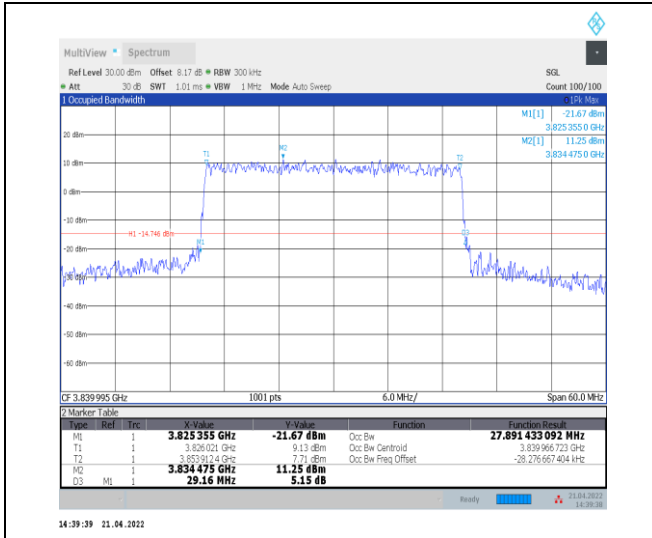 MultiView Spectrum
Ref Level 30.00 dBm Offset 8.17 dB RBW 300 kHz SGL
Att 30 dB SWT 1.01 ms VBW 1 MHz Mode Auto Sweep Count 100/100
1 Occupied Bandwidth 1Pk Max
M1[1] -21.67 dBm
3.825355 0 GHz
20 dBm
M2[1] 11.25 dBm
3.834 475 0 GHz
M2
T1 T2
10 dBm
0 dBm
-10 dBm
H1 -14.746 dBm
D3
M1
-20 dBm
-30 dBm
-40 dBm
-50 dBm
-60 dBm
CF 3.839 995 GHz 1001 pts 6.0 MHz/ Span 60.0 MHz
2 Marker Table
Type Ref Trc X-Value Y-Value Function Function Result
M1 1 3.825 355 GHz -21.67 dBm Occ Bw 27.891 433 092 MHz
T1 1 3.826 021 GHz 9.13 dBm Occ Bw Centroid 3.839 966 723 GHz
T2 1 3.853 912 4 GHz 7.71 dBm Occ Bw Freq Offset -28.276 667 404 kHz
M2 1 3.834 475 GHz 11.25 dBm
D3 M1 1 29.16 MHz 5.15 dB
Ready 21.04.2022
14:39:38
14:39:39 21.04.2022